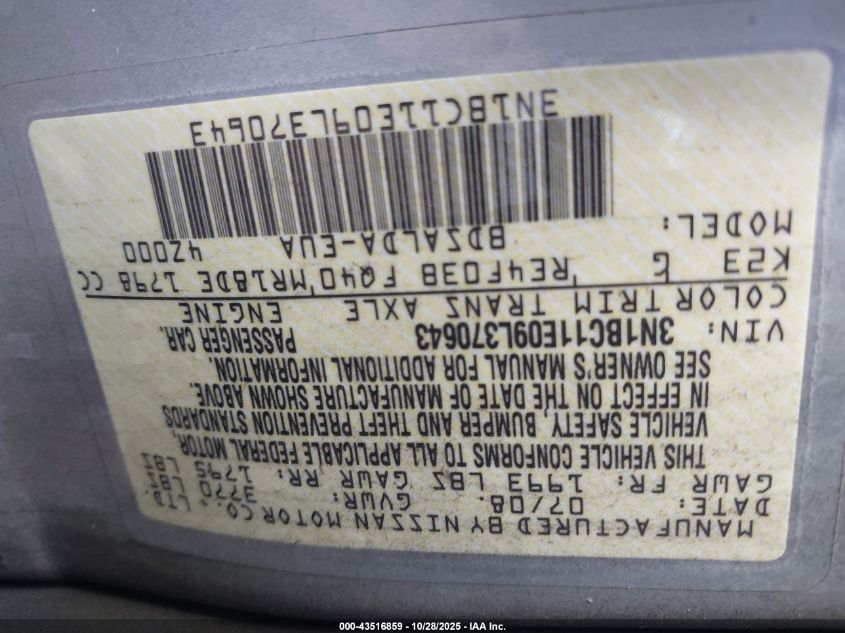 MANUFACTURED BY NISSAN MOTOR CO., LTD.
DATE: 07/08. GVWR: 3770 LBS
GAWR FR: 1993 LBS GAWR RR: 1795 LBS
THIS VEHICLE CONFORMS TO ALL APPLICABLE FEDERAL MOTOR
VEHICLE SAFETY, BUMPER AND THEFT PREVENTION STANDARDS
IN EFFECT ON THE DATE OF MANUFACTURE SHOWN ABOVE.
SEE OWNER'S MANUAL FOR ADDITIONAL INFORMATION.
VIN: 3N1BC11E09L370643 PASSENGER CAR.
COLOR TRIM TRANS AXLE ENGINE
K23 G RE4F03B FQ40 MR18DE 1798 CC
MODEL: BDSALDA-EUA 42000
3N1BC11E09L370643
000-43516859 - 10/28/2025 - IAA Inc.